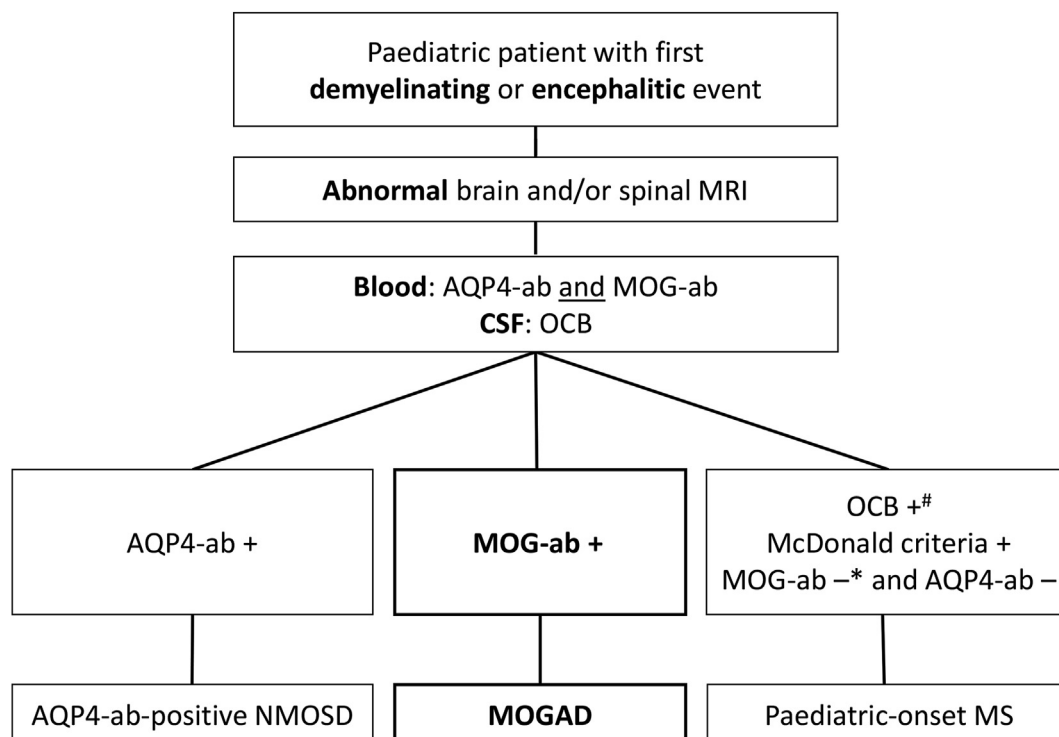 Paediatric patient with first
demyelinating or encephalitic event
Abnormal brain and/or spinal MRI
Blood: AQP4-ab and MOG-ab
CSF: OCB
AQP4-ab +
MOG-ab +
OCB +#
McDonald criteria +
MOG-ab –* and AQP4-ab –
AQP4-ab-positive NMOSD
MOGAD
Paediatric-onset MS